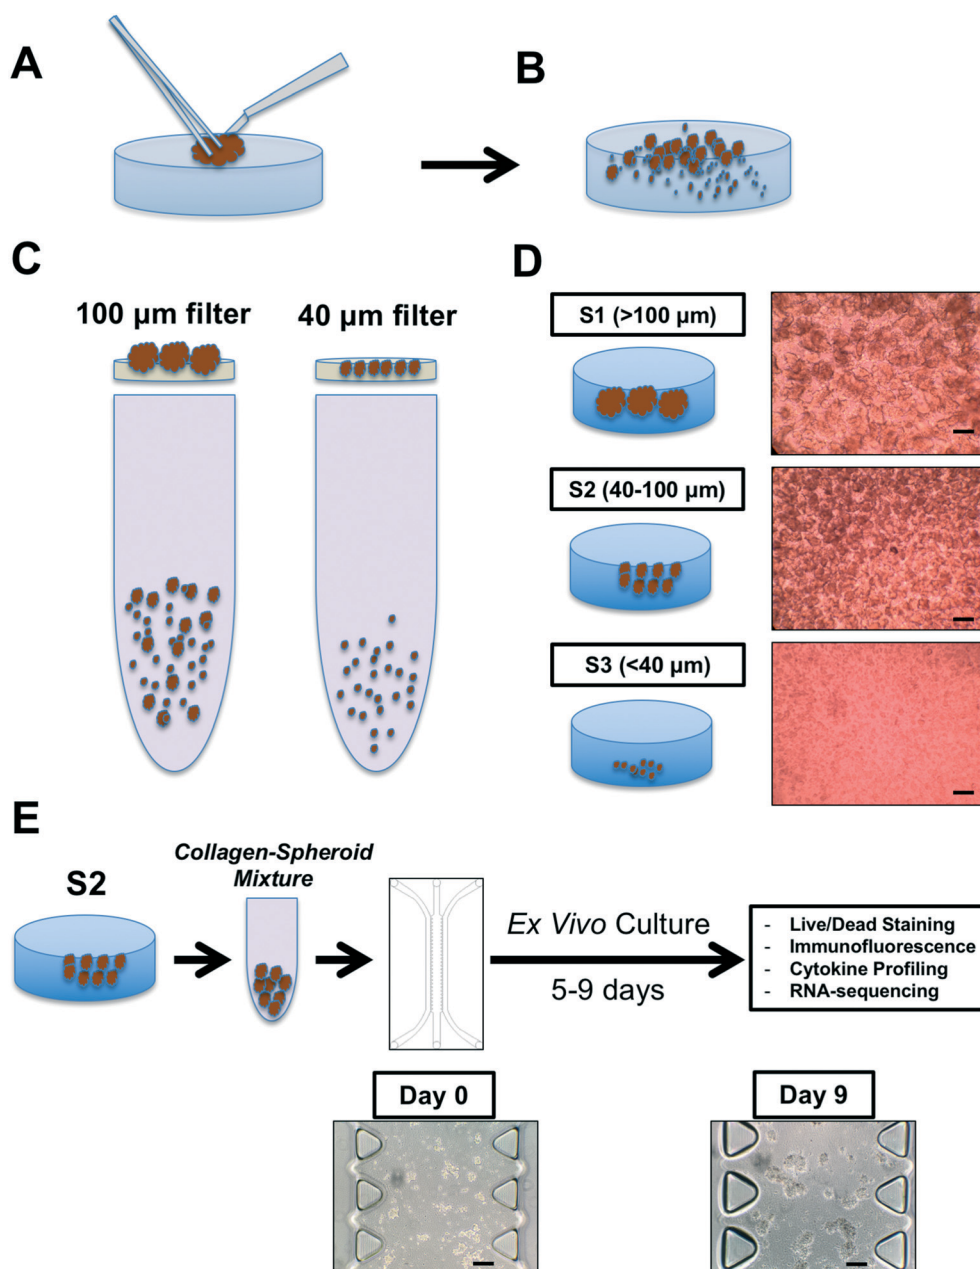 A
B
C
100 µm filter
40 µm filter
D
S1 (>100 µm)
S2 (40-100 µm)
S3 (<40 µm)
E
S2
Collagen-Spheroid
Mixture
Ex Vivo Culture
5-9 days
- Live/Dead Staining
- Immunofluorescence
- Cytokine Profiling
- RNA-sequencing
Day 0
Day 9